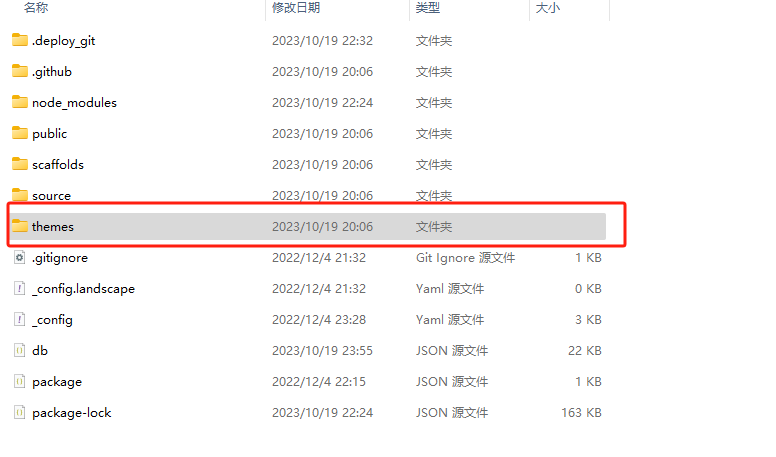 名称 修改日期 类型 大小
.deploy_git 2023/10/19 22:32 文件夹
.github 2023/10/19 20:06 文件夹
node_modules 2023/10/19 22:24 文件夹
public 2023/10/19 20:06 文件夹
scaffolds 2023/10/19 20:06 文件夹
source 2023/10/19 20:06 文件夹
themes 2023/10/19 20:06 文件夹
.gitignore 2022/12/4 21:32 Git Ignore 源文件 1 KB
_config.landscape 2022/12/4 21:32 Yaml 源文件 0 KB
_config 2022/12/4 23:28 Yaml 源文件 3 KB
db 2023/10/19 23:55 JSON 源文件 22 KB
package 2022/12/4 22:15 JSON 源文件 1 KB
package-lock 2023/10/19 22:24 JSON 源文件 163 KB